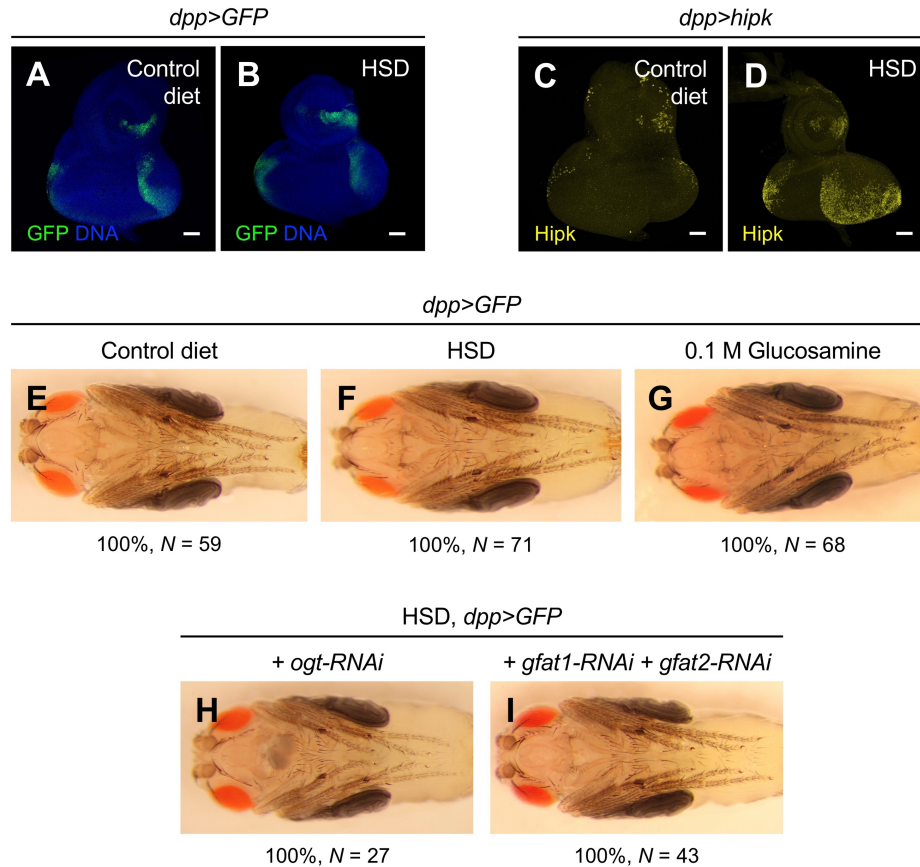 dpp>GFP
dpp>hipk
A
Control
diet
GFP DNA
B
HSD
GFP DNA
C
Control
diet
Hipk
D
HSD
Hipk
dpp>GFP
Control diet
HSD
0.1 M Glucosamine
E
F
G
100%, N = 59
100%, N = 71
100%, N = 68
HSD, dpp>GFP
+ ogt-RNAi
+ gfat1-RNAi + gfat2-RNAi
H
I
100%, N = 27
100%, N = 43